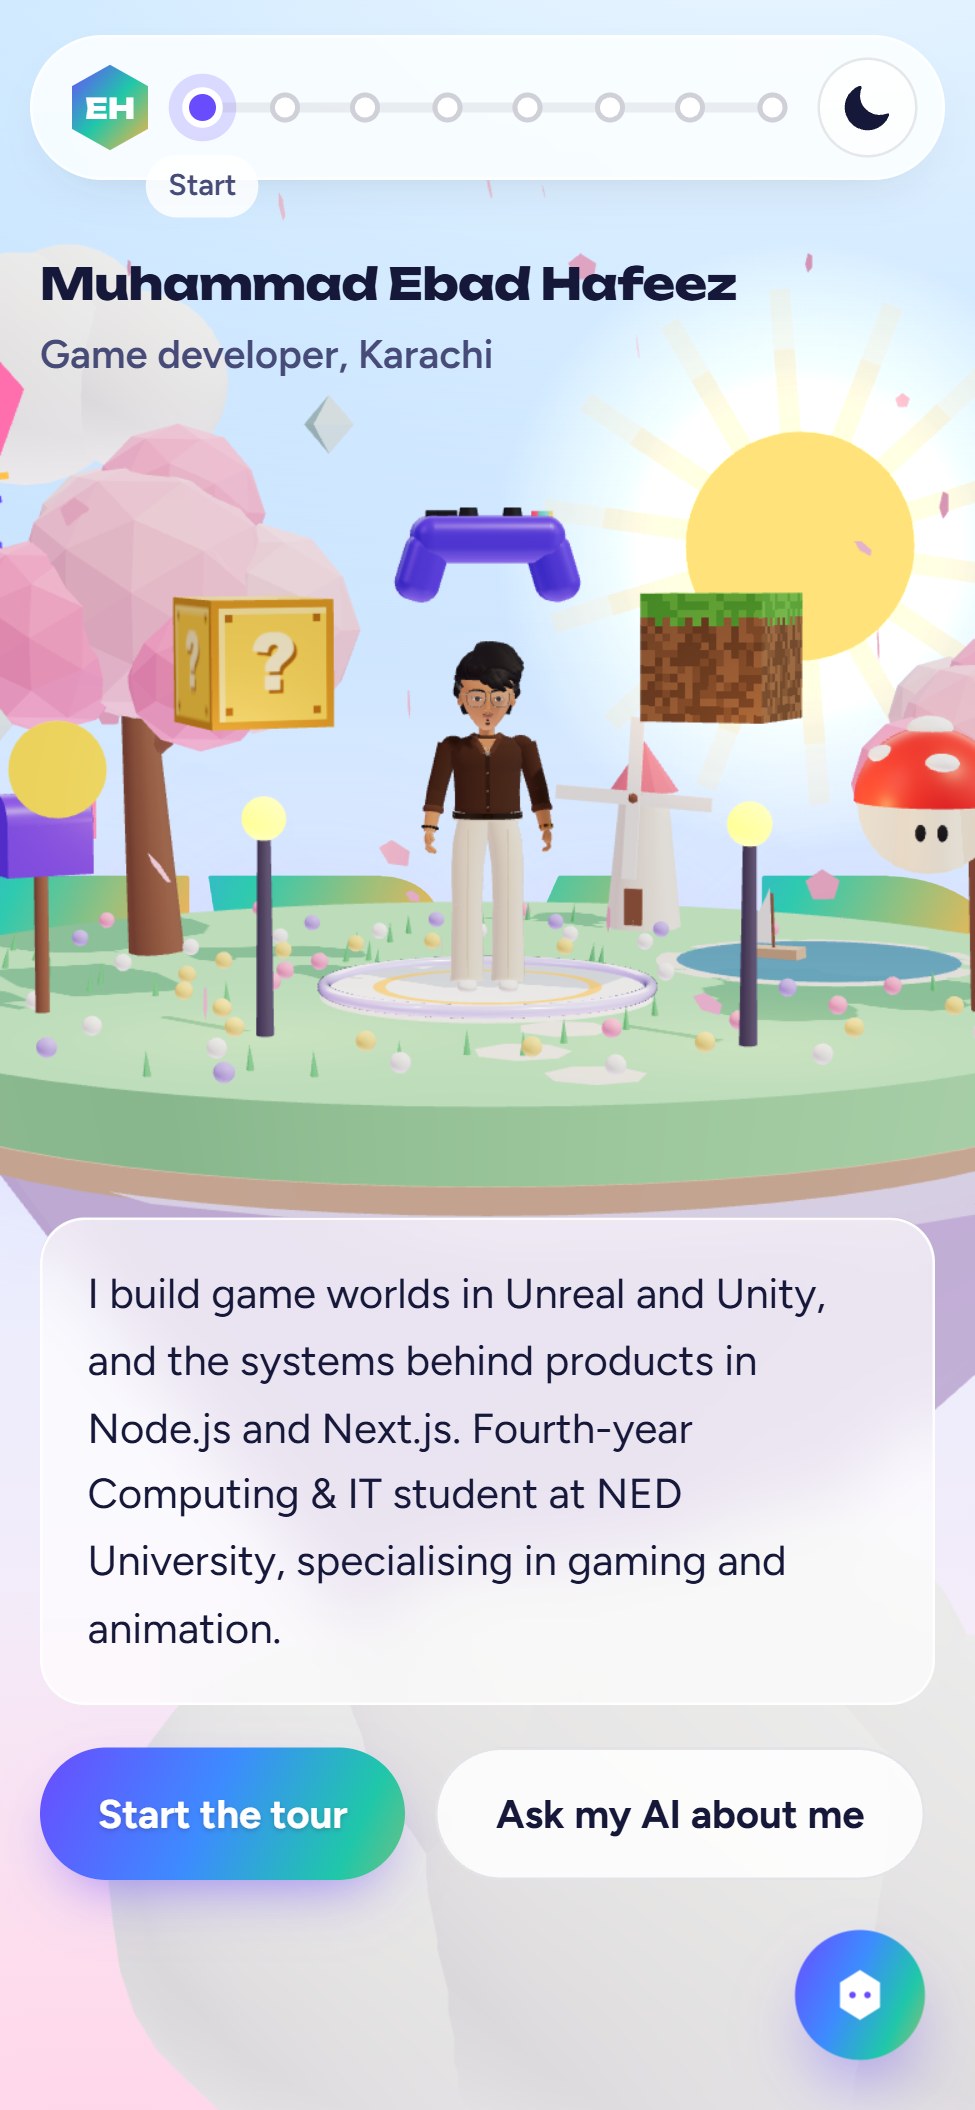 EH
Start
Muhammad Ebad Hafeez
Game developer, Karachi
? ?
I build game worlds in Unreal and Unity,
and the systems behind products in
Node.js and Next.js. Fourth-year
Computing & IT student at NED
University, specialising in gaming and
animation.
Start the tour
Ask my AI about me